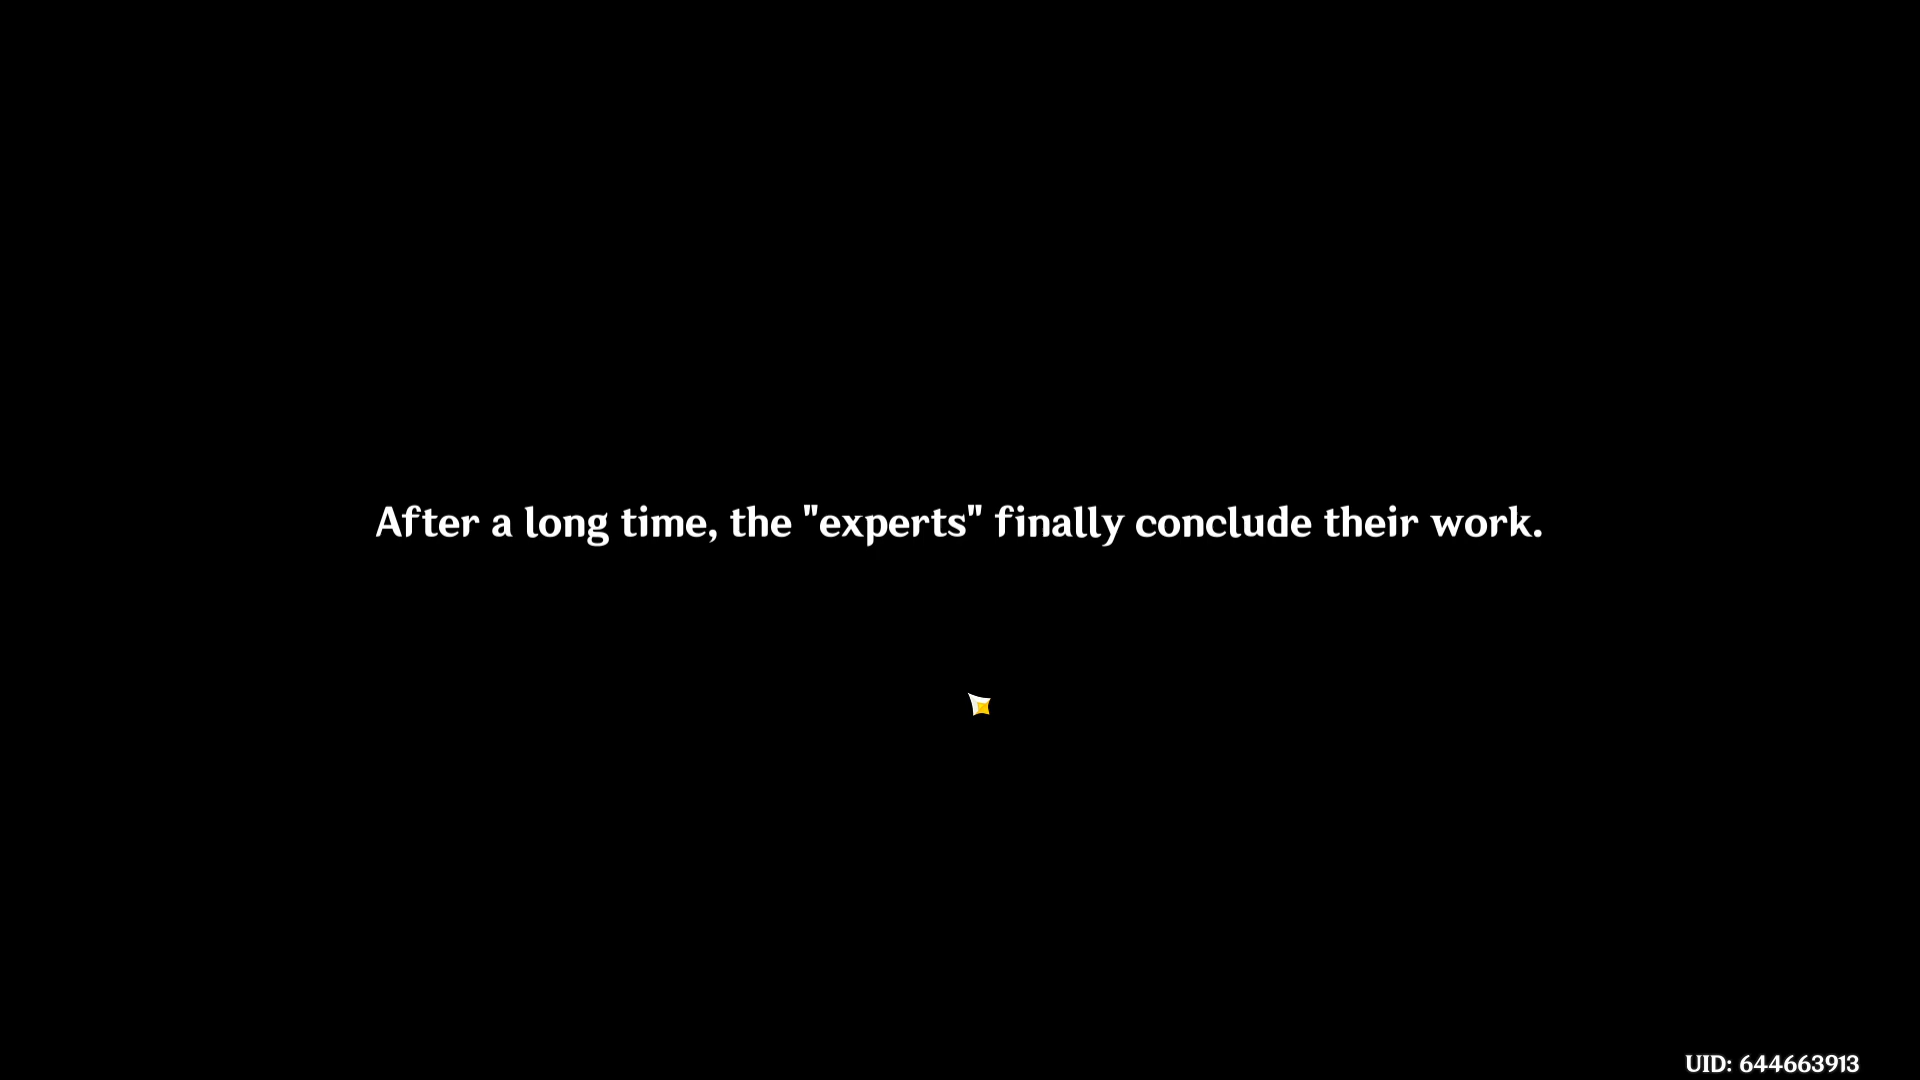 After a long time, the "experts" finally conclude their work.
UID: 644663913